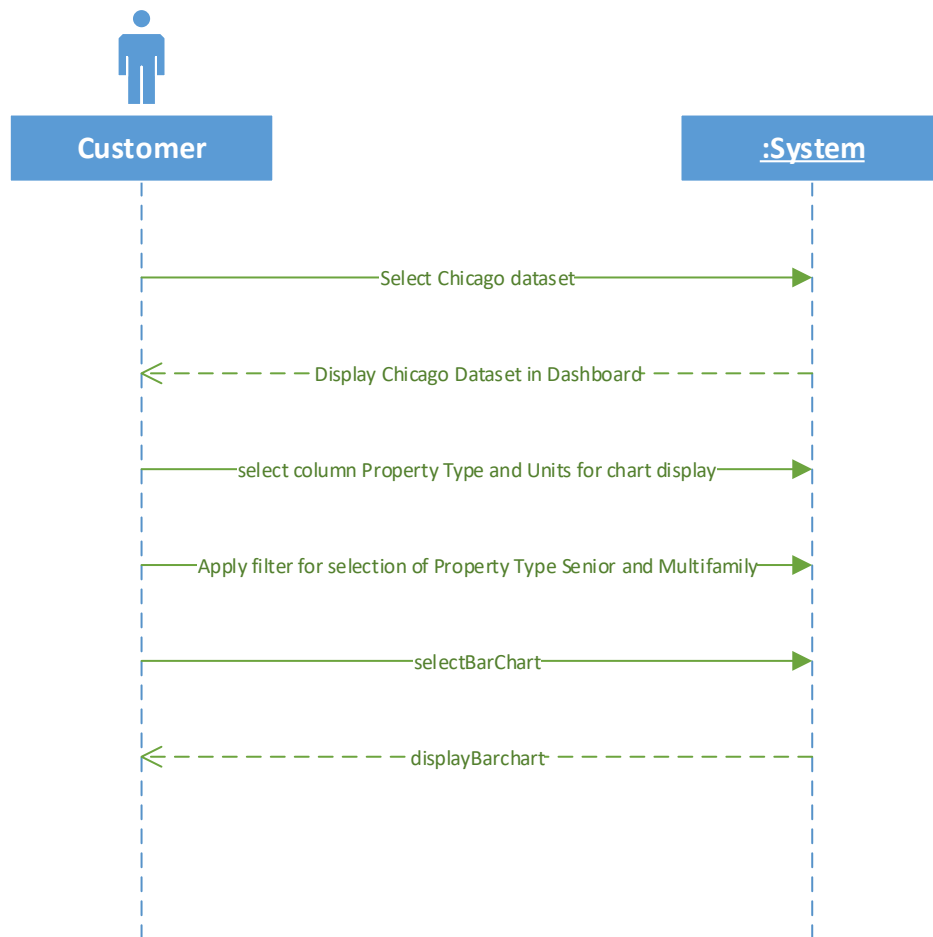 Customer
:System
Select Chicago dataset
Display Chicago Dataset in Dashboard
select column Property Type and Units for chart display
Apply filter for selection of Property Type Senior and Multifamily
selectBarChart
displayBarchart